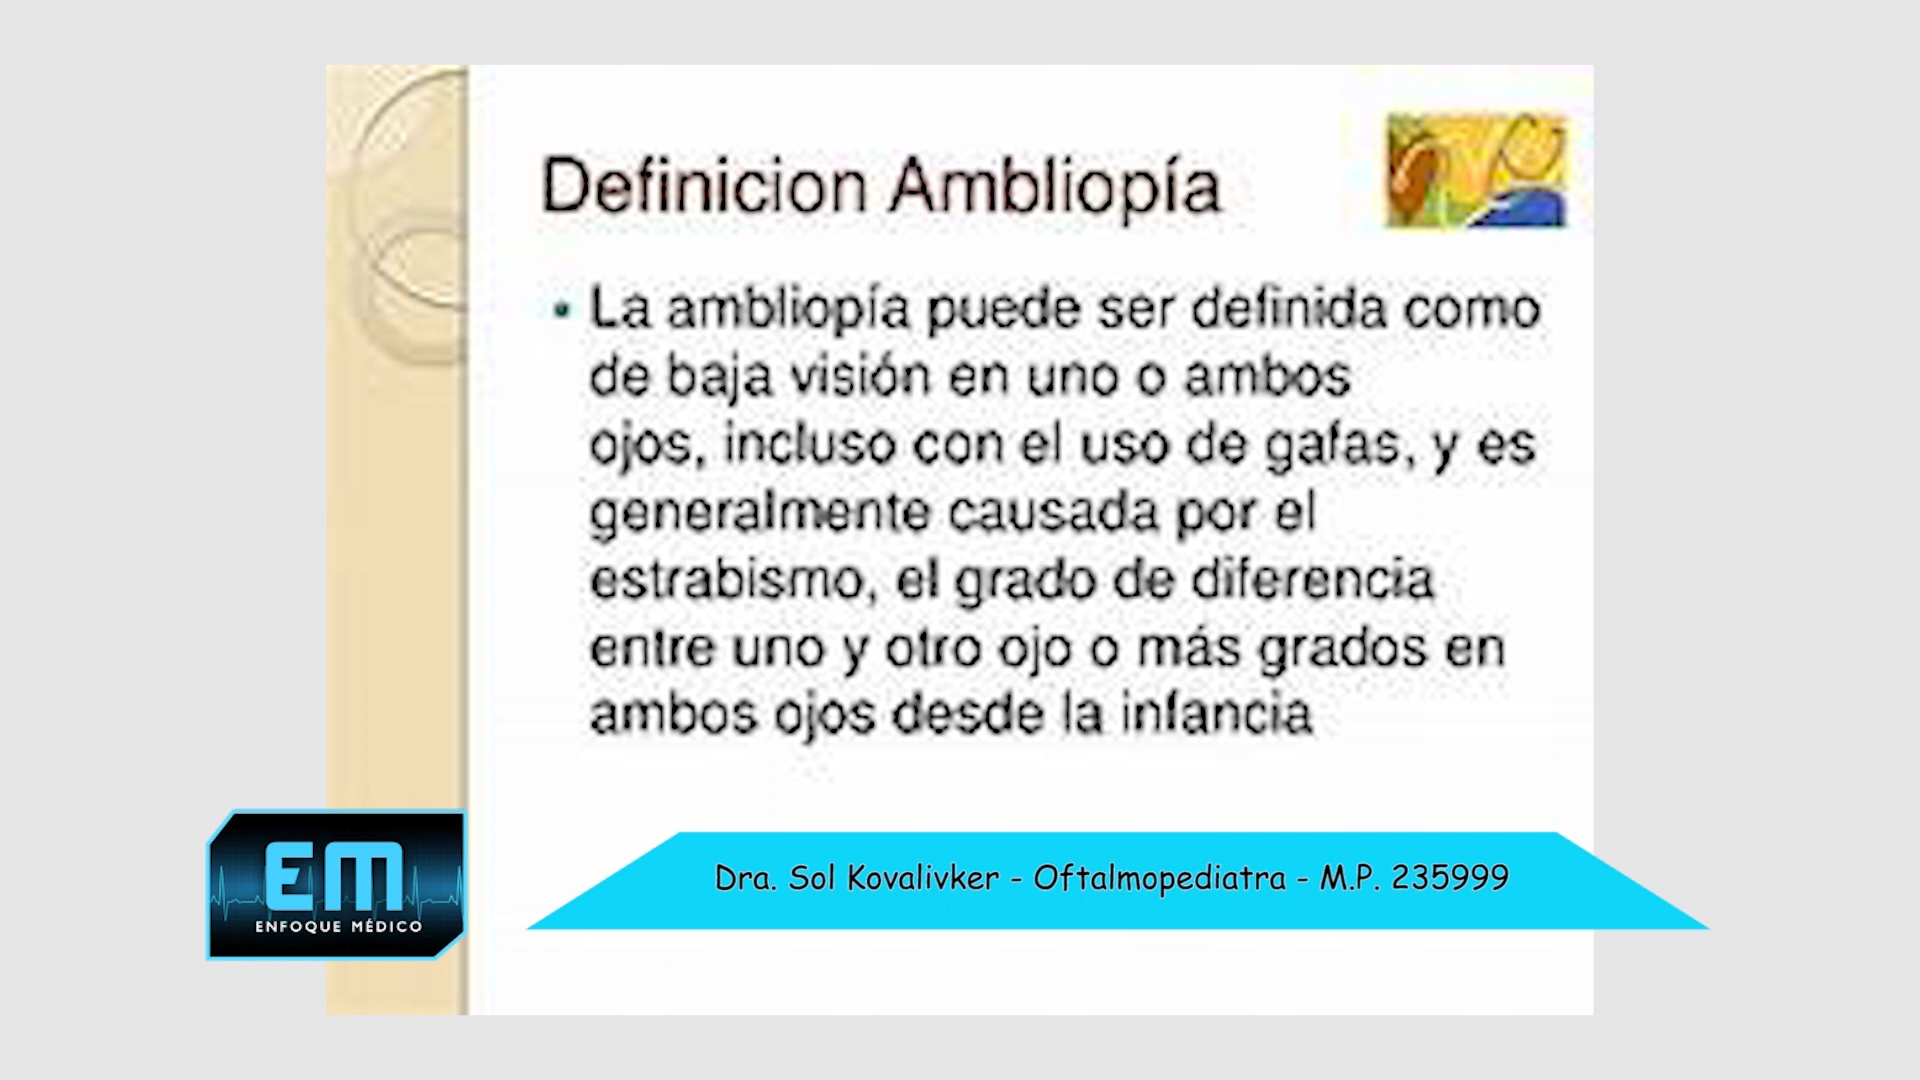 Definicion Ambliopía
• La ambliopía puede ser definida como
de baja visión en uno o ambos
ojos, incluso con el uso de gafas, y es
generalmente causada por el
estrabismo, el grado de diferencia
entre uno y otro ojo o más grados en
ambos ojos desde la infancia
EM
ENFOQUE MÉDICO
Dra. Sol Kovalivker - Oftalmopediatra - M.P. 235999